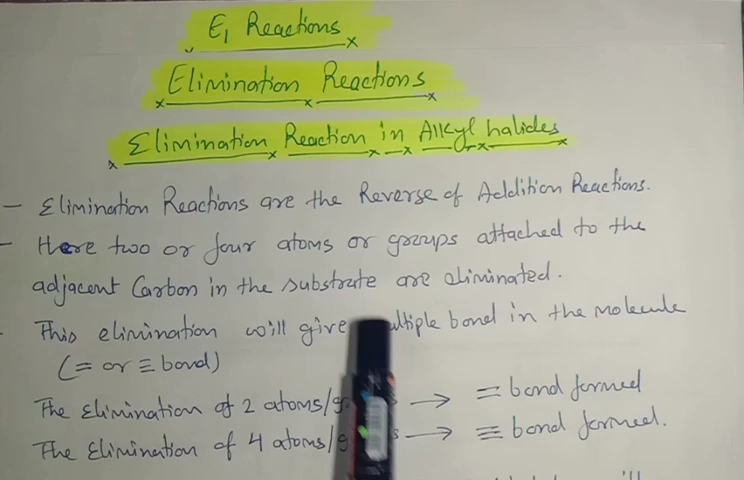 E₁ Reactions
Elimination Reactions
Elimination Reaction in Alkyl halides
- Elimination Reactions are the Reverse of Addition Reactions.
- Here two or four atoms or groups attached to the
adjacent Carbon in the substrate are eliminated.
- This elimination will give ultiple bond in the molecule
(= or ≡ bond)
The Elimination of 2 atoms/g s → = bond formed
The Elimination of 4 atoms/g s → ≡ bond formed.